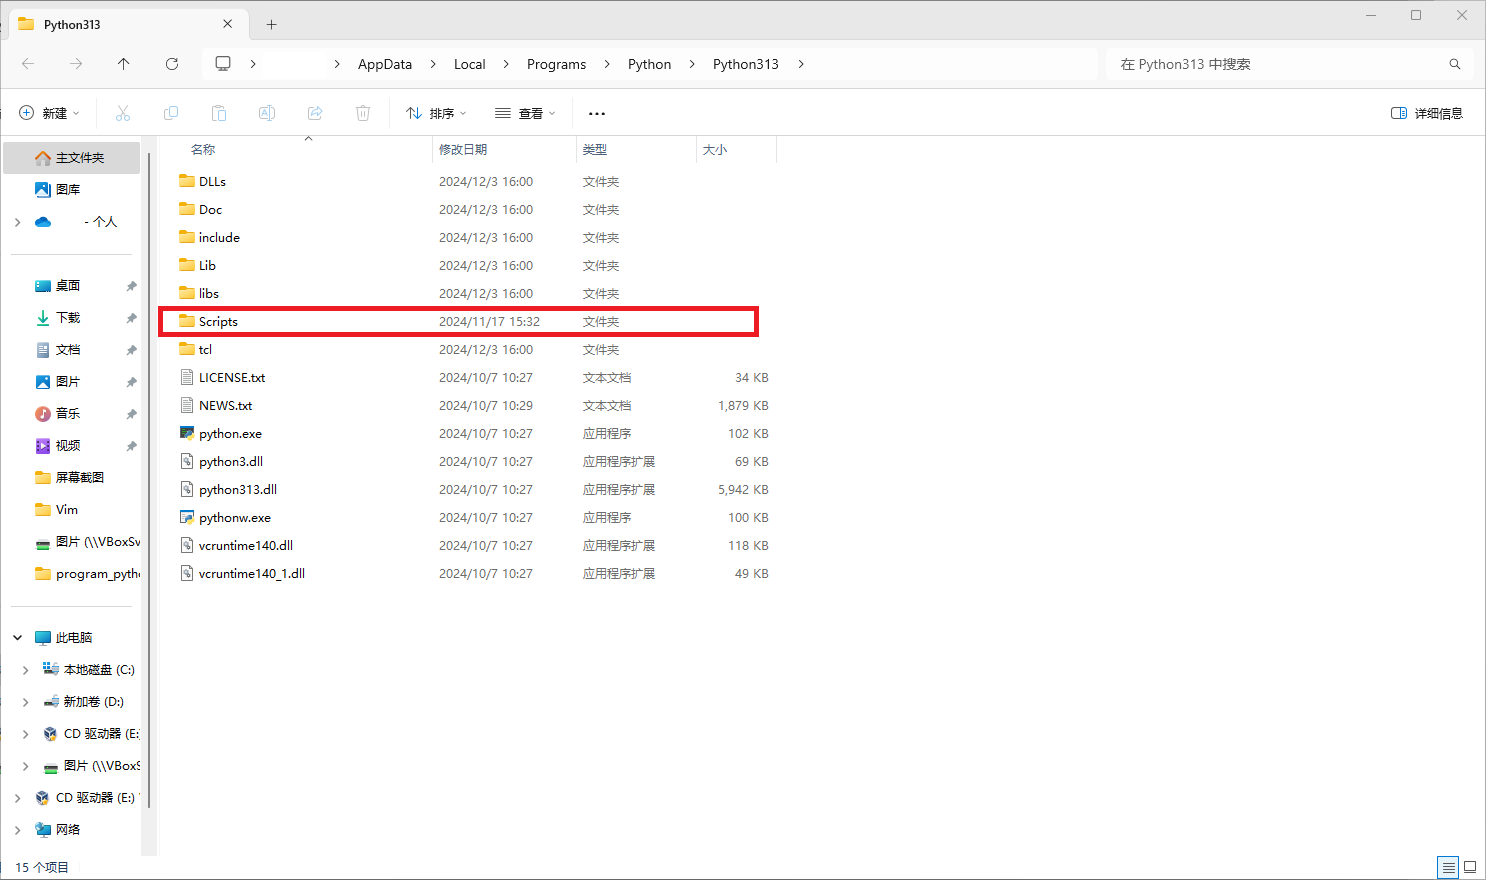 Python313
AppData Local Programs Python Python313
在 Python313 中搜索
新建 排序 查看 详细信息
主文件夹
图库
- 个人
桌面
下载
文档
图片
音乐
视频
屏幕截图
Vim
图片 (\\VBoxSv
program_pytho
此电脑
本地磁盘 (C:)
新加卷 (D:)
CD 驱动器 (E:
图片 (\\VBoxS
CD 驱动器 (E:)
网络
名称 修改日期 类型 大小
DLLs 2024/12/3 16:00 文件夹
Doc 2024/12/3 16:00 文件夹
include 2024/12/3 16:00 文件夹
Lib 2024/12/3 16:00 文件夹
libs 2024/12/3 16:00 文件夹
Scripts 2024/11/17 15:32 文件夹
tcl 2024/12/3 16:00 文件夹
LICENSE.txt 2024/10/7 10:27 文本文档 34 KB
NEWS.txt 2024/10/7 10:29 文本文档 1,879 KB
python.exe 2024/10/7 10:27 应用程序 102 KB
python3.dll 2024/10/7 10:27 应用程序扩展 69 KB
python313.dll 2024/10/7 10:27 应用程序扩展 5,942 KB
pythonw.exe 2024/10/7 10:27 应用程序 100 KB
vcruntime140.dll 2024/10/7 10:27 应用程序扩展 118 KB
vcruntime140_1.dll 2024/10/7 10:27 应用程序扩展 49 KB
15 个项目